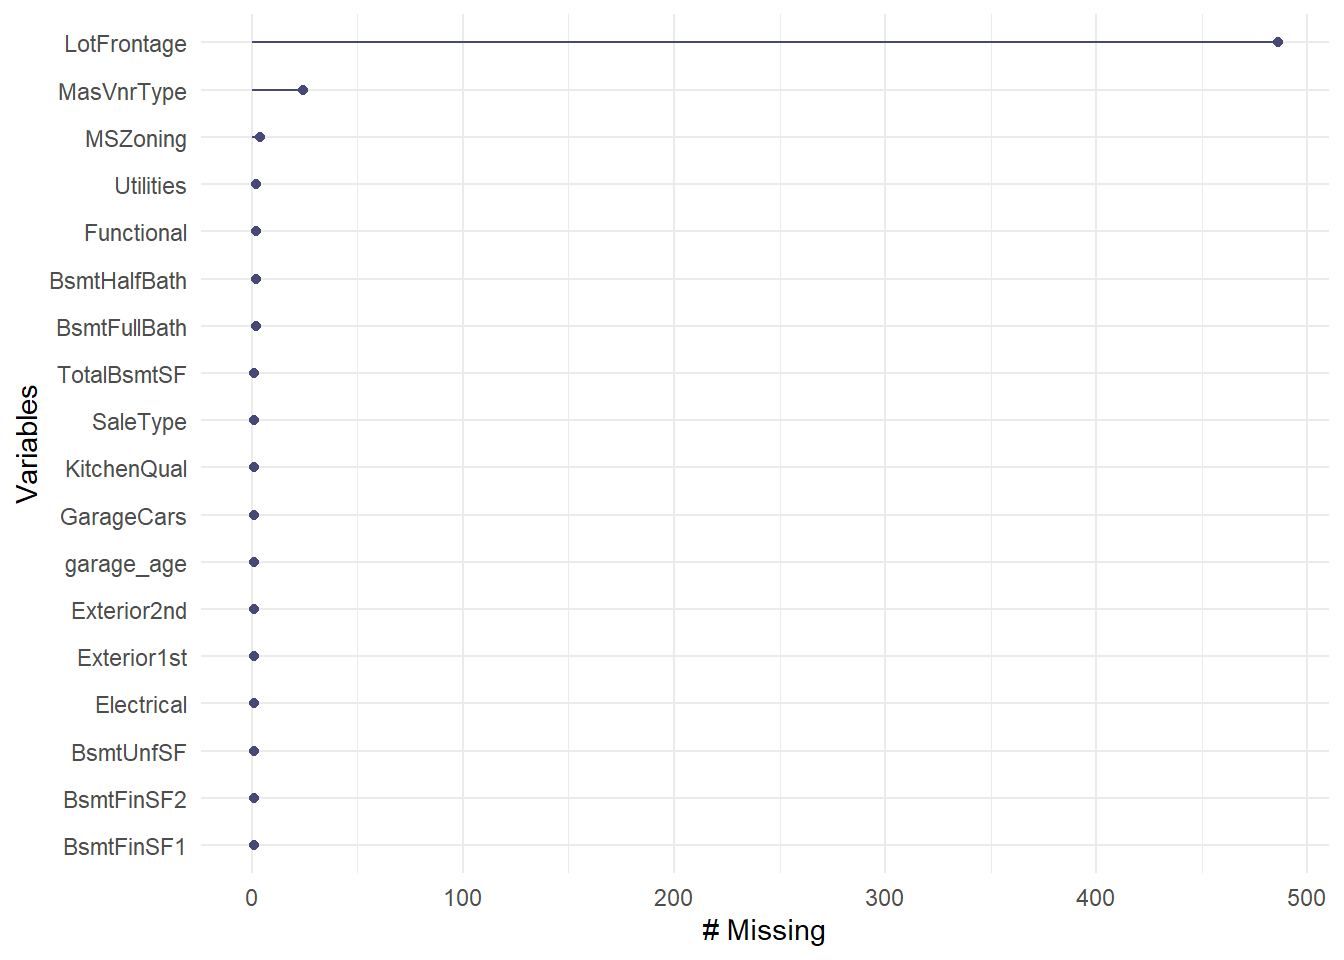 LotFrontage
MasVnrType
MSZoning
Utilities
Functional
BsmtHalfBath
BsmtFullBath
TotalBsmtSF
SaleType
KitchenQual
GarageCars
garage_age
Exterior2nd
Exterior1st
Electrical
BsmtUnfSF
BsmtFinSF2
BsmtFinSF1
Variables
0 100 200 300 400 500
# Missing